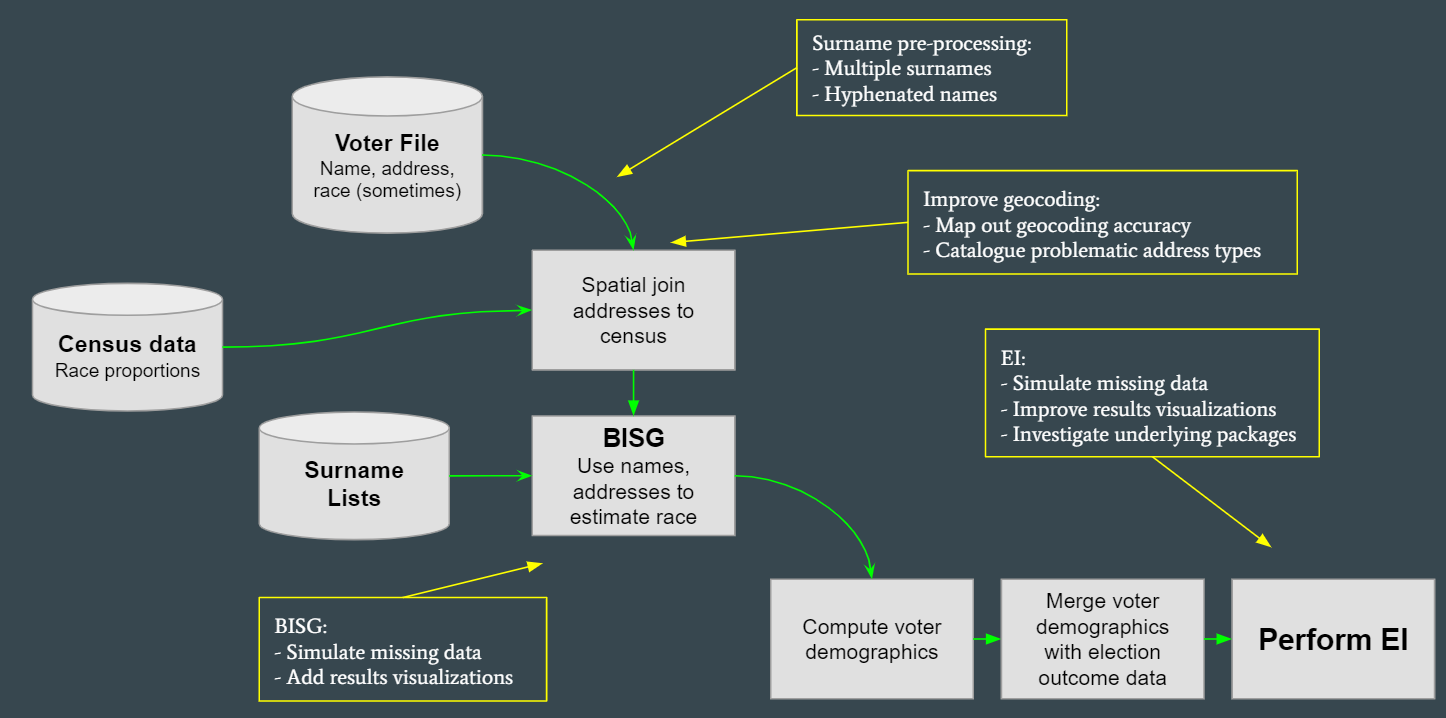 Surname pre-processing:
- Multiple surnames
- Hyphenated names
Voter File
Name, address,
race (sometimes)
Improve geocoding:
- Map out geocoding accuracy
- Catalogue problematic address types
Spatial join
addresses to
census
Census data
Race proportions
EI:
- Simulate missing data
- Improve results visualizations
- Investigate underlying packages
Surname
Lists
BISG
Use names,
addresses to
estimate race
BISG:
- Simulate missing data
- Add results visualizations
Compute voter
demographics
Merge voter
demographics
with election
outcome data
Perform EI